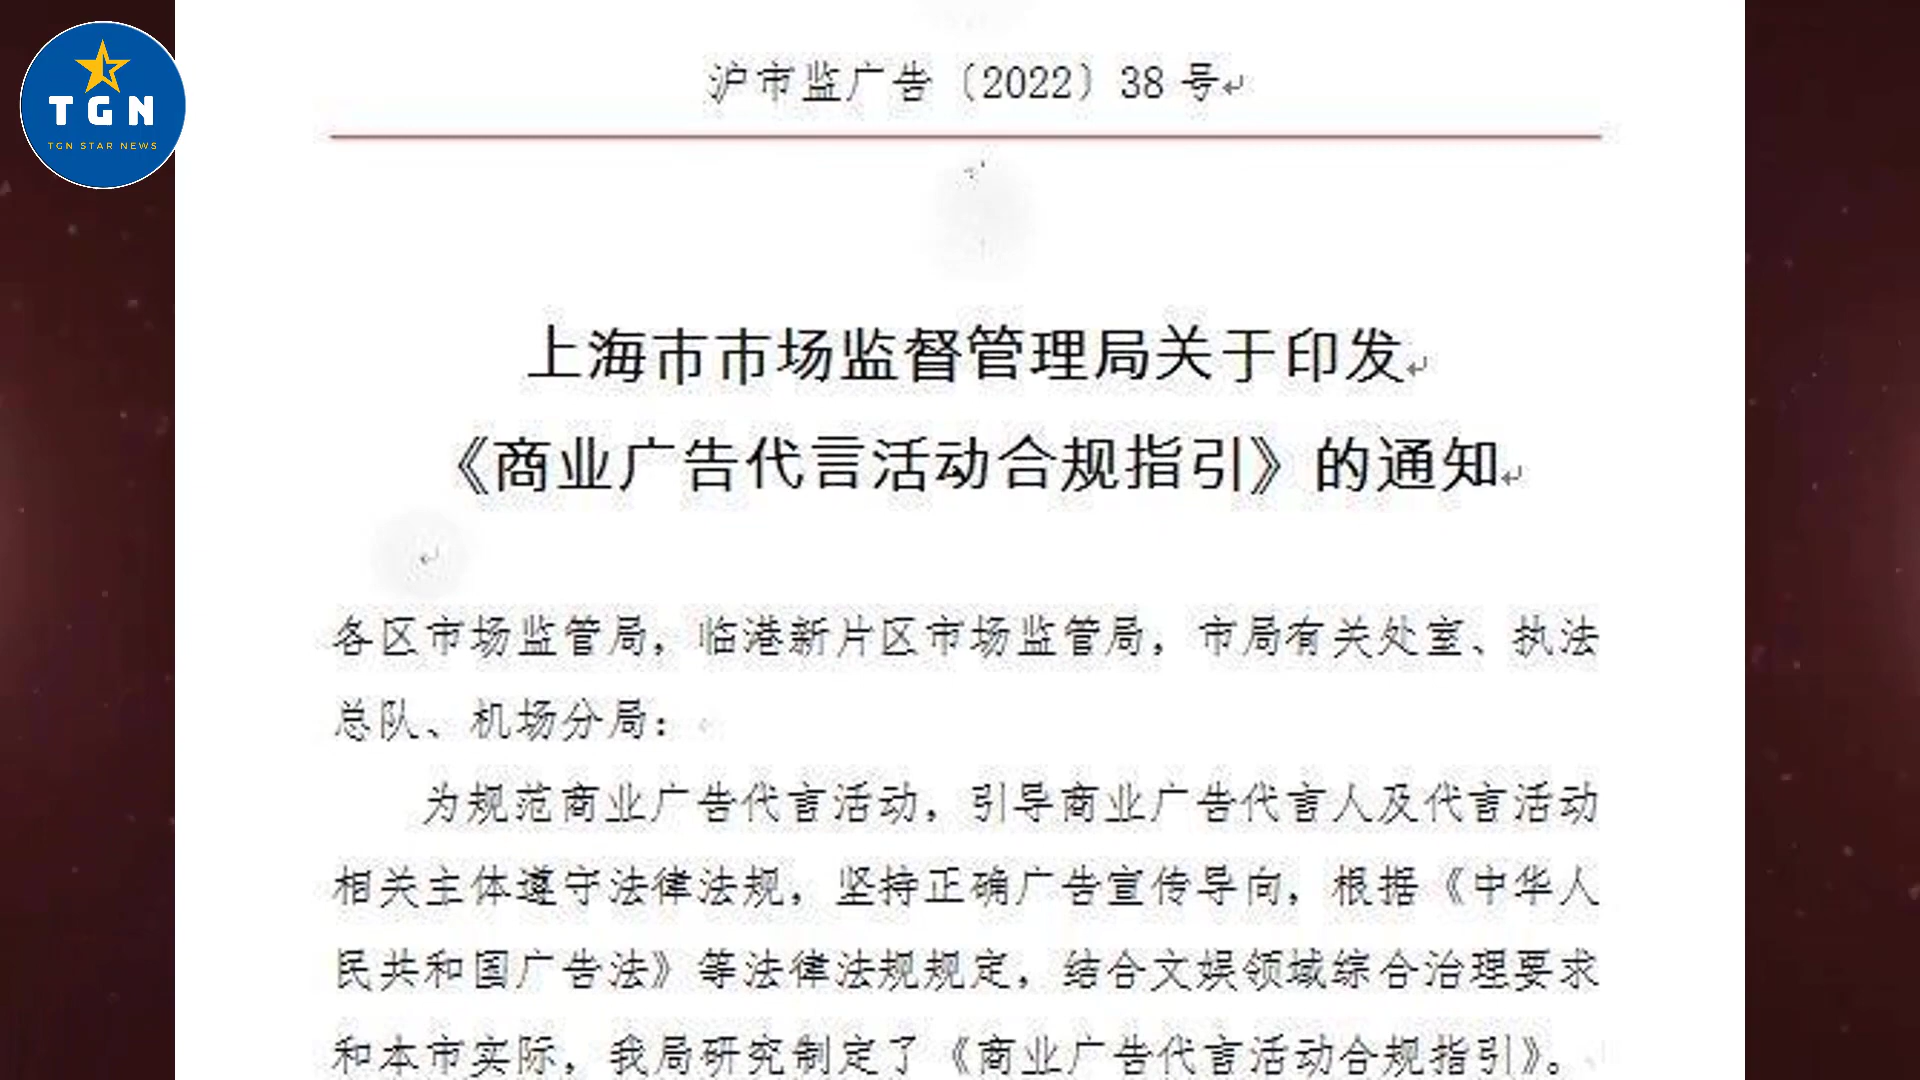 TGN
TGN STAR NEWS
沪市监广告〔2022〕38 号
上海市市场监督管理局关于印发
《商业广告代言活动合规指引》的通知
各区市场监管局，临港新片区市场监管局，市局有关处室、执法
总队、机场分局：
为规范商业广告代言活动，引导商业广告代言人及代言活动
相关主体遵守法律法规，坚持正确广告宣传导向，根据《中华人
民共和国广告法》等法律法规规定，结合文娱领域综合治理要求
和本市实际，我局研究制定了《商业广告代言活动合规指引》。